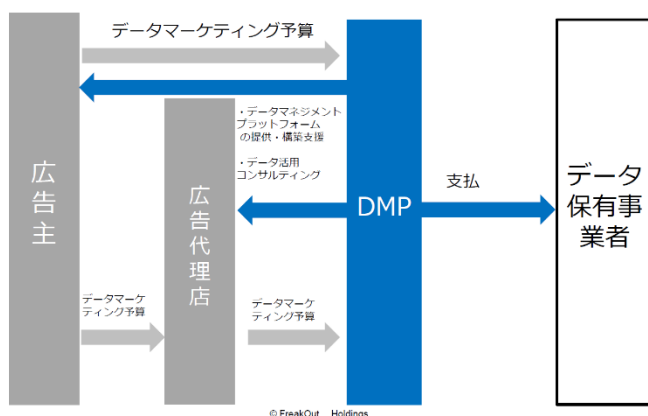 データマーケティング予算
・データマネジメント
プラットフォーム
の提供・構築支援
・データ活用
コンサルティング
広告主
広告代理店
DMP
支払
データ
保有事
業者
データマーケ
ティング予算
データマーケ
ティング予算
© FreakOut Holdings